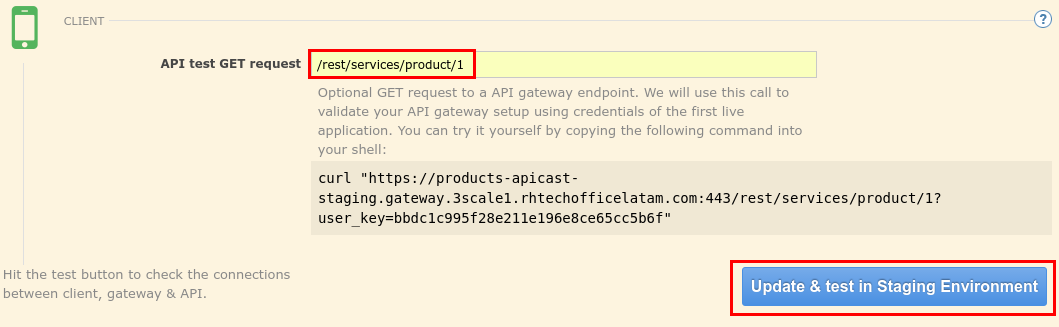 CLIENT
?
API test GET request
/rest/services/product/1
Optional GET request to a API gateway endpoint. We will use this call to
validate your API gateway setup using credentials of the first live
application. You can try it yourself by copying the following command into
your shell:
curl "https://products-apicast-
staging.gateway.3scale1.rhtechofficelatam.com:443/rest/services/product/1?
user_key=bbdc1c995f28e211e196e8ce65cc5b6f"
Hit the test button to check the connections
between client, gateway & API.
Update & test in Staging Environment